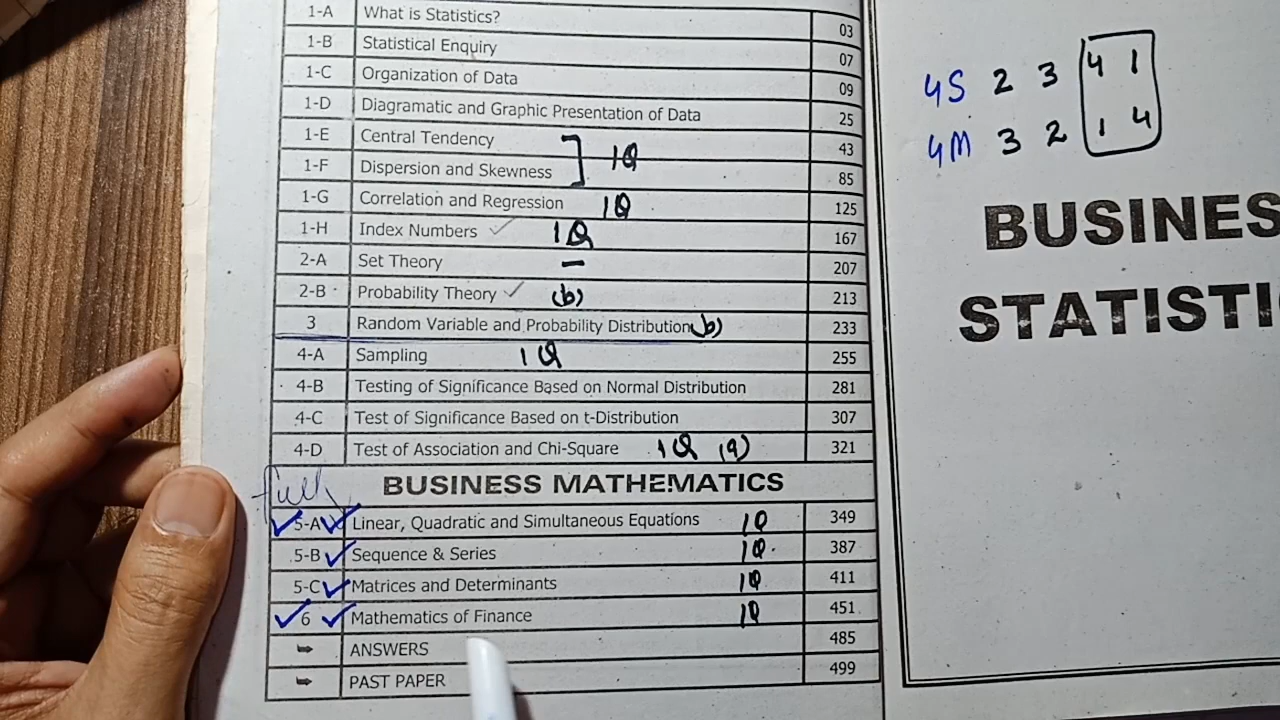 1-A What is Statistics? 03
1-B Statistical Enquiry 07
1-C Organization of Data 09
1-D Diagramatic and Graphic Presentation of Data 25
1-E Central Tendency 43
1Q
1-F Dispersion and Skewness 85
1-G Correlation and Regression 1Q 125
1-H Index Numbers 1Q 167
2-A Set Theory — 207
2-B Probability Theory (b) 213
3 Random Variable and Probability Distribution (b) 233
4-A Sampling 1Q 255
4-B Testing of Significance Based on Normal Distribution 281
4-C Test of Significance Based on t-Distribution 307
4-D Test of Association and Chi-Square 1Q (a) 321
fully BUSINESS MATHEMATICS
5-A Linear, Quadratic and Simultaneous Equations 1Q 349
5-B Sequence & Series 1Q. 387
5-C Matrices and Determinants 1Q 411
6 Mathematics of Finance 1Q 451
ANSWERS 485
PAST PAPER 499
4S 2 3 4 1
4M 3 2 1 4
BUSINES
STATISTI